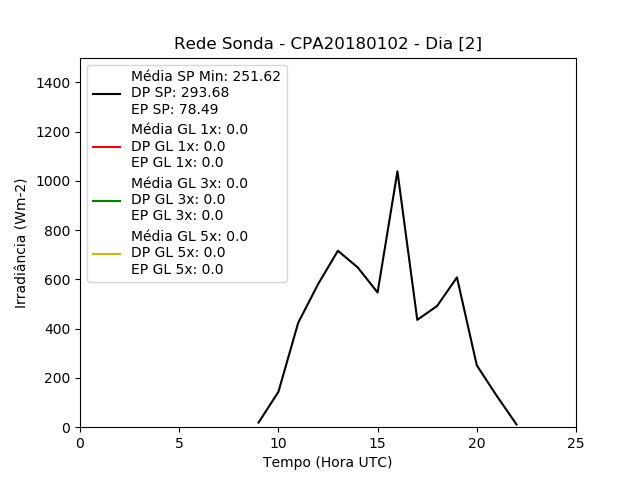 Rede Sonda - CPA20180102 - Dia [2]
Média SP Min: 251.62
DP SP: 293.68
EP SP: 78.49
Média GL 1x: 0.0
DP GL 1x: 0.0
EP GL 1x: 0.0
Média GL 3x: 0.0
DP GL 3x: 0.0
EP GL 3x: 0.0
Média GL 5x: 0.0
DP GL 5x: 0.0
EP GL 5x: 0.0
Irradiância (Wm-2)
1400
1200
1000
800
600
400
200
0
0 5 10 15 20 25
Tempo (Hora UTC)